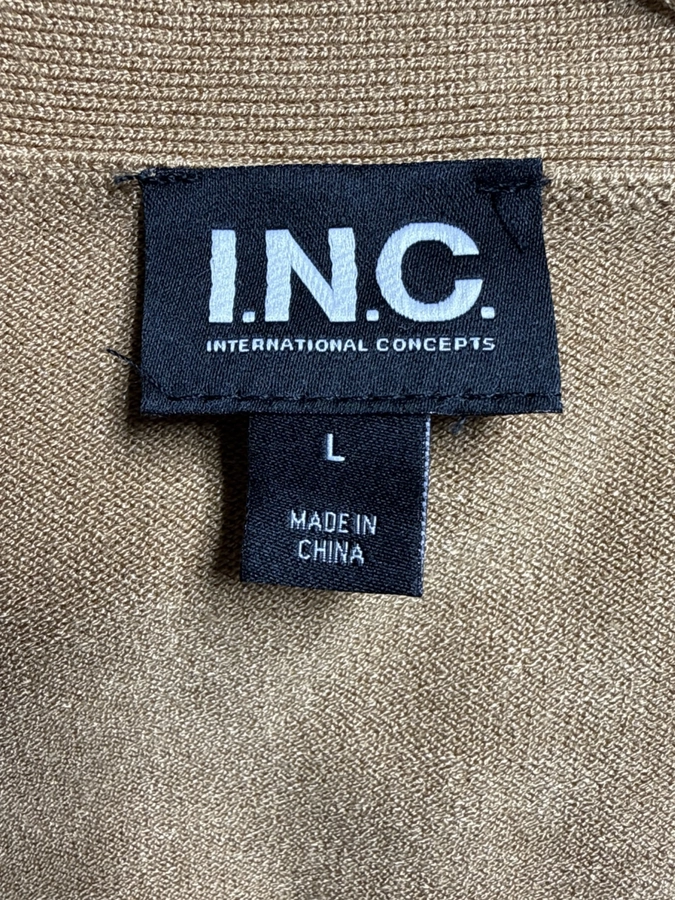 I.N.C.
INTERNATIONAL CONCEPTS
L
MADE IN
CHINA